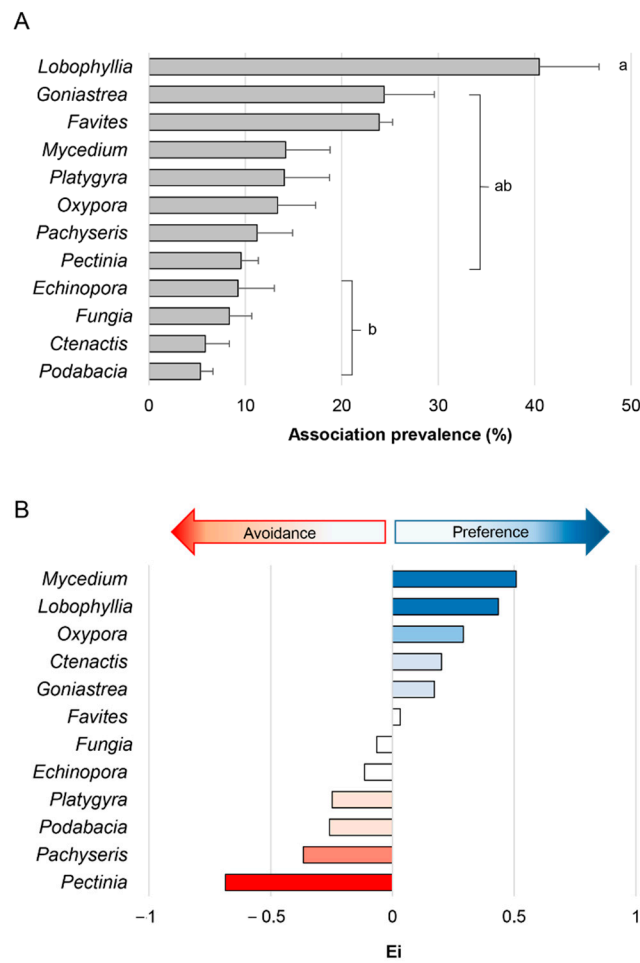 A
Lobophyllia
a
Goniastrea
Favites
Mycedium
Platygyra
ab
Oxypora
Pachyseris
Pectinia
Echinopora
Fungia
b
Ctenactis
Podabacia
0 10 20 30 40 50
Association prevalence (%)
B
Avoidance Preference
Mycedium
Lobophyllia
Oxypora
Ctenactis
Goniastrea
Favites
Fungia
Echinopora
Platygyra
Podabacia
Pachyseris
Pectinia
−1 −0.5 0 0.5 1
Ei